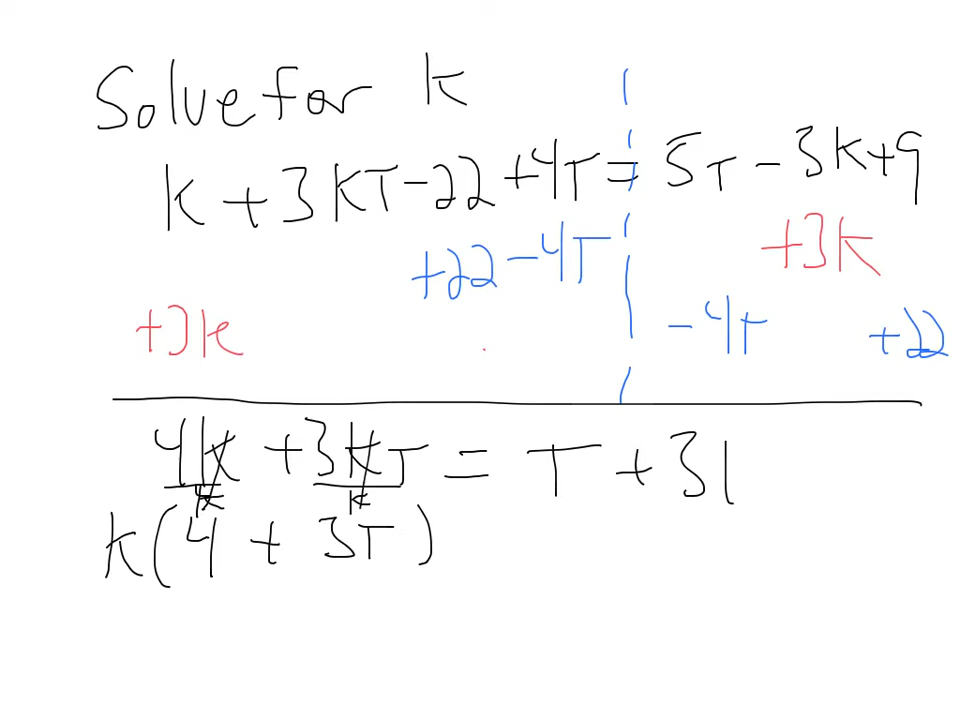 Solve for k
k + 3kT - 22 + 4T = 5T - 3k + 9
+22 - 4T +3k
+3k - 4T +22
4k + 3kT = T + 31
k k
k(4 + 3T)